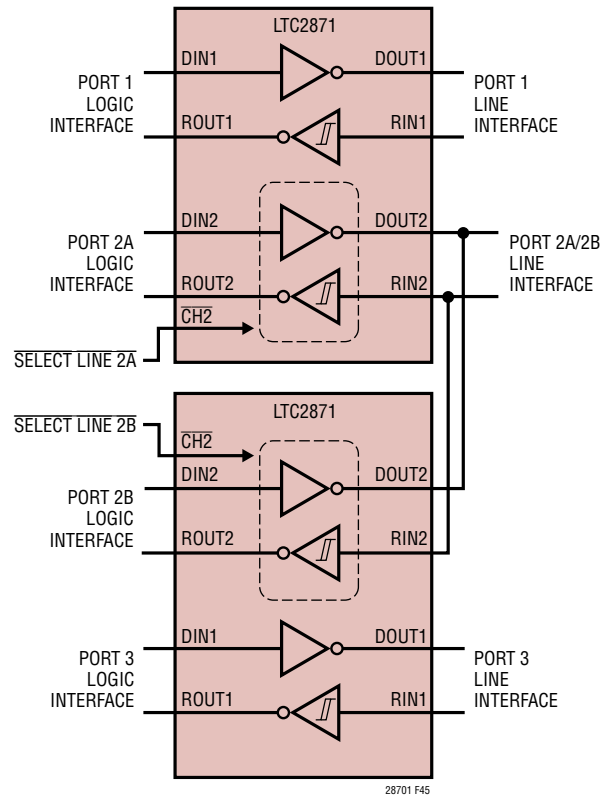 LTC2871
DIN1
DOUT1
PORT 1
LOGIC
INTERFACE
PORT 1
LINE
INTERFACE
ROUT1
RIN1
DIN2
DOUT2
PORT 2A
LOGIC
INTERFACE
PORT 2A/2B
LINE
INTERFACE
ROUT2
RIN2
CH2
SELECT LINE 2A
LTC2871
SELECT LINE 2B
CH2
DIN2
DOUT2
PORT 2B
LOGIC
INTERFACE
ROUT2
RIN2
DIN1
DOUT1
PORT 3
LOGIC
INTERFACE
PORT 3
LINE
INTERFACE
ROUT1
RIN1
28701 F45